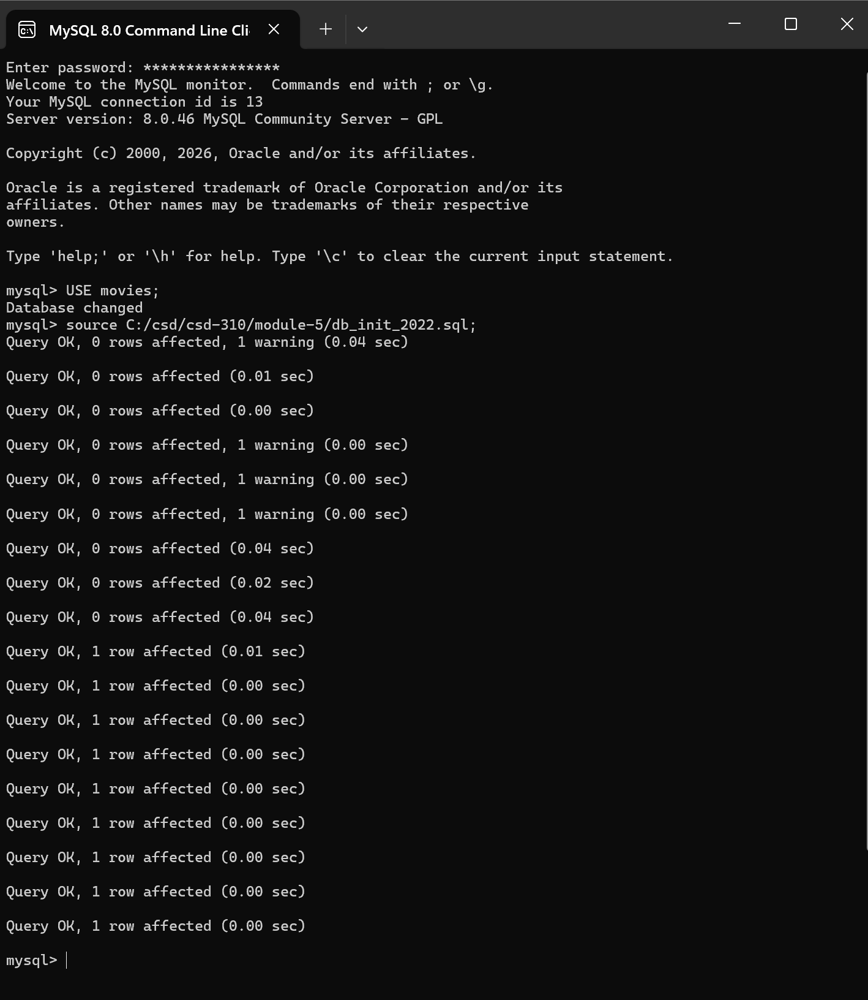 MySQL 8.0 Command Line Cli
Enter password: ****************
Welcome to the MySQL monitor.  Commands end with ; or \g.
Your MySQL connection id is 13
Server version: 8.0.46 MySQL Community Server - GPL

Copyright (c) 2000, 2026, Oracle and/or its affiliates.

Oracle is a registered trademark of Oracle Corporation and/or its
affiliates. Other names may be trademarks of their respective
owners.

Type 'help;' or '\h' for help. Type '\c' to clear the current input statement.

mysql> USE movies;
Database changed
mysql> source C:/csd/csd-310/module-5/db_init_2022.sql;
Query OK, 0 rows affected, 1 warning (0.04 sec)

Query OK, 0 rows affected (0.01 sec)

Query OK, 0 rows affected (0.00 sec)

Query OK, 0 rows affected, 1 warning (0.00 sec)

Query OK, 0 rows affected, 1 warning (0.00 sec)

Query OK, 0 rows affected, 1 warning (0.00 sec)

Query OK, 0 rows affected (0.04 sec)

Query OK, 0 rows affected (0.02 sec)

Query OK, 0 rows affected (0.04 sec)

Query OK, 1 row affected (0.01 sec)

Query OK, 1 row affected (0.00 sec)

Query OK, 1 row affected (0.00 sec)

Query OK, 1 row affected (0.00 sec)

Query OK, 1 row affected (0.00 sec)

Query OK, 1 row affected (0.00 sec)

Query OK, 1 row affected (0.00 sec)

Query OK, 1 row affected (0.00 sec)

Query OK, 1 row affected (0.00 sec)

mysql>